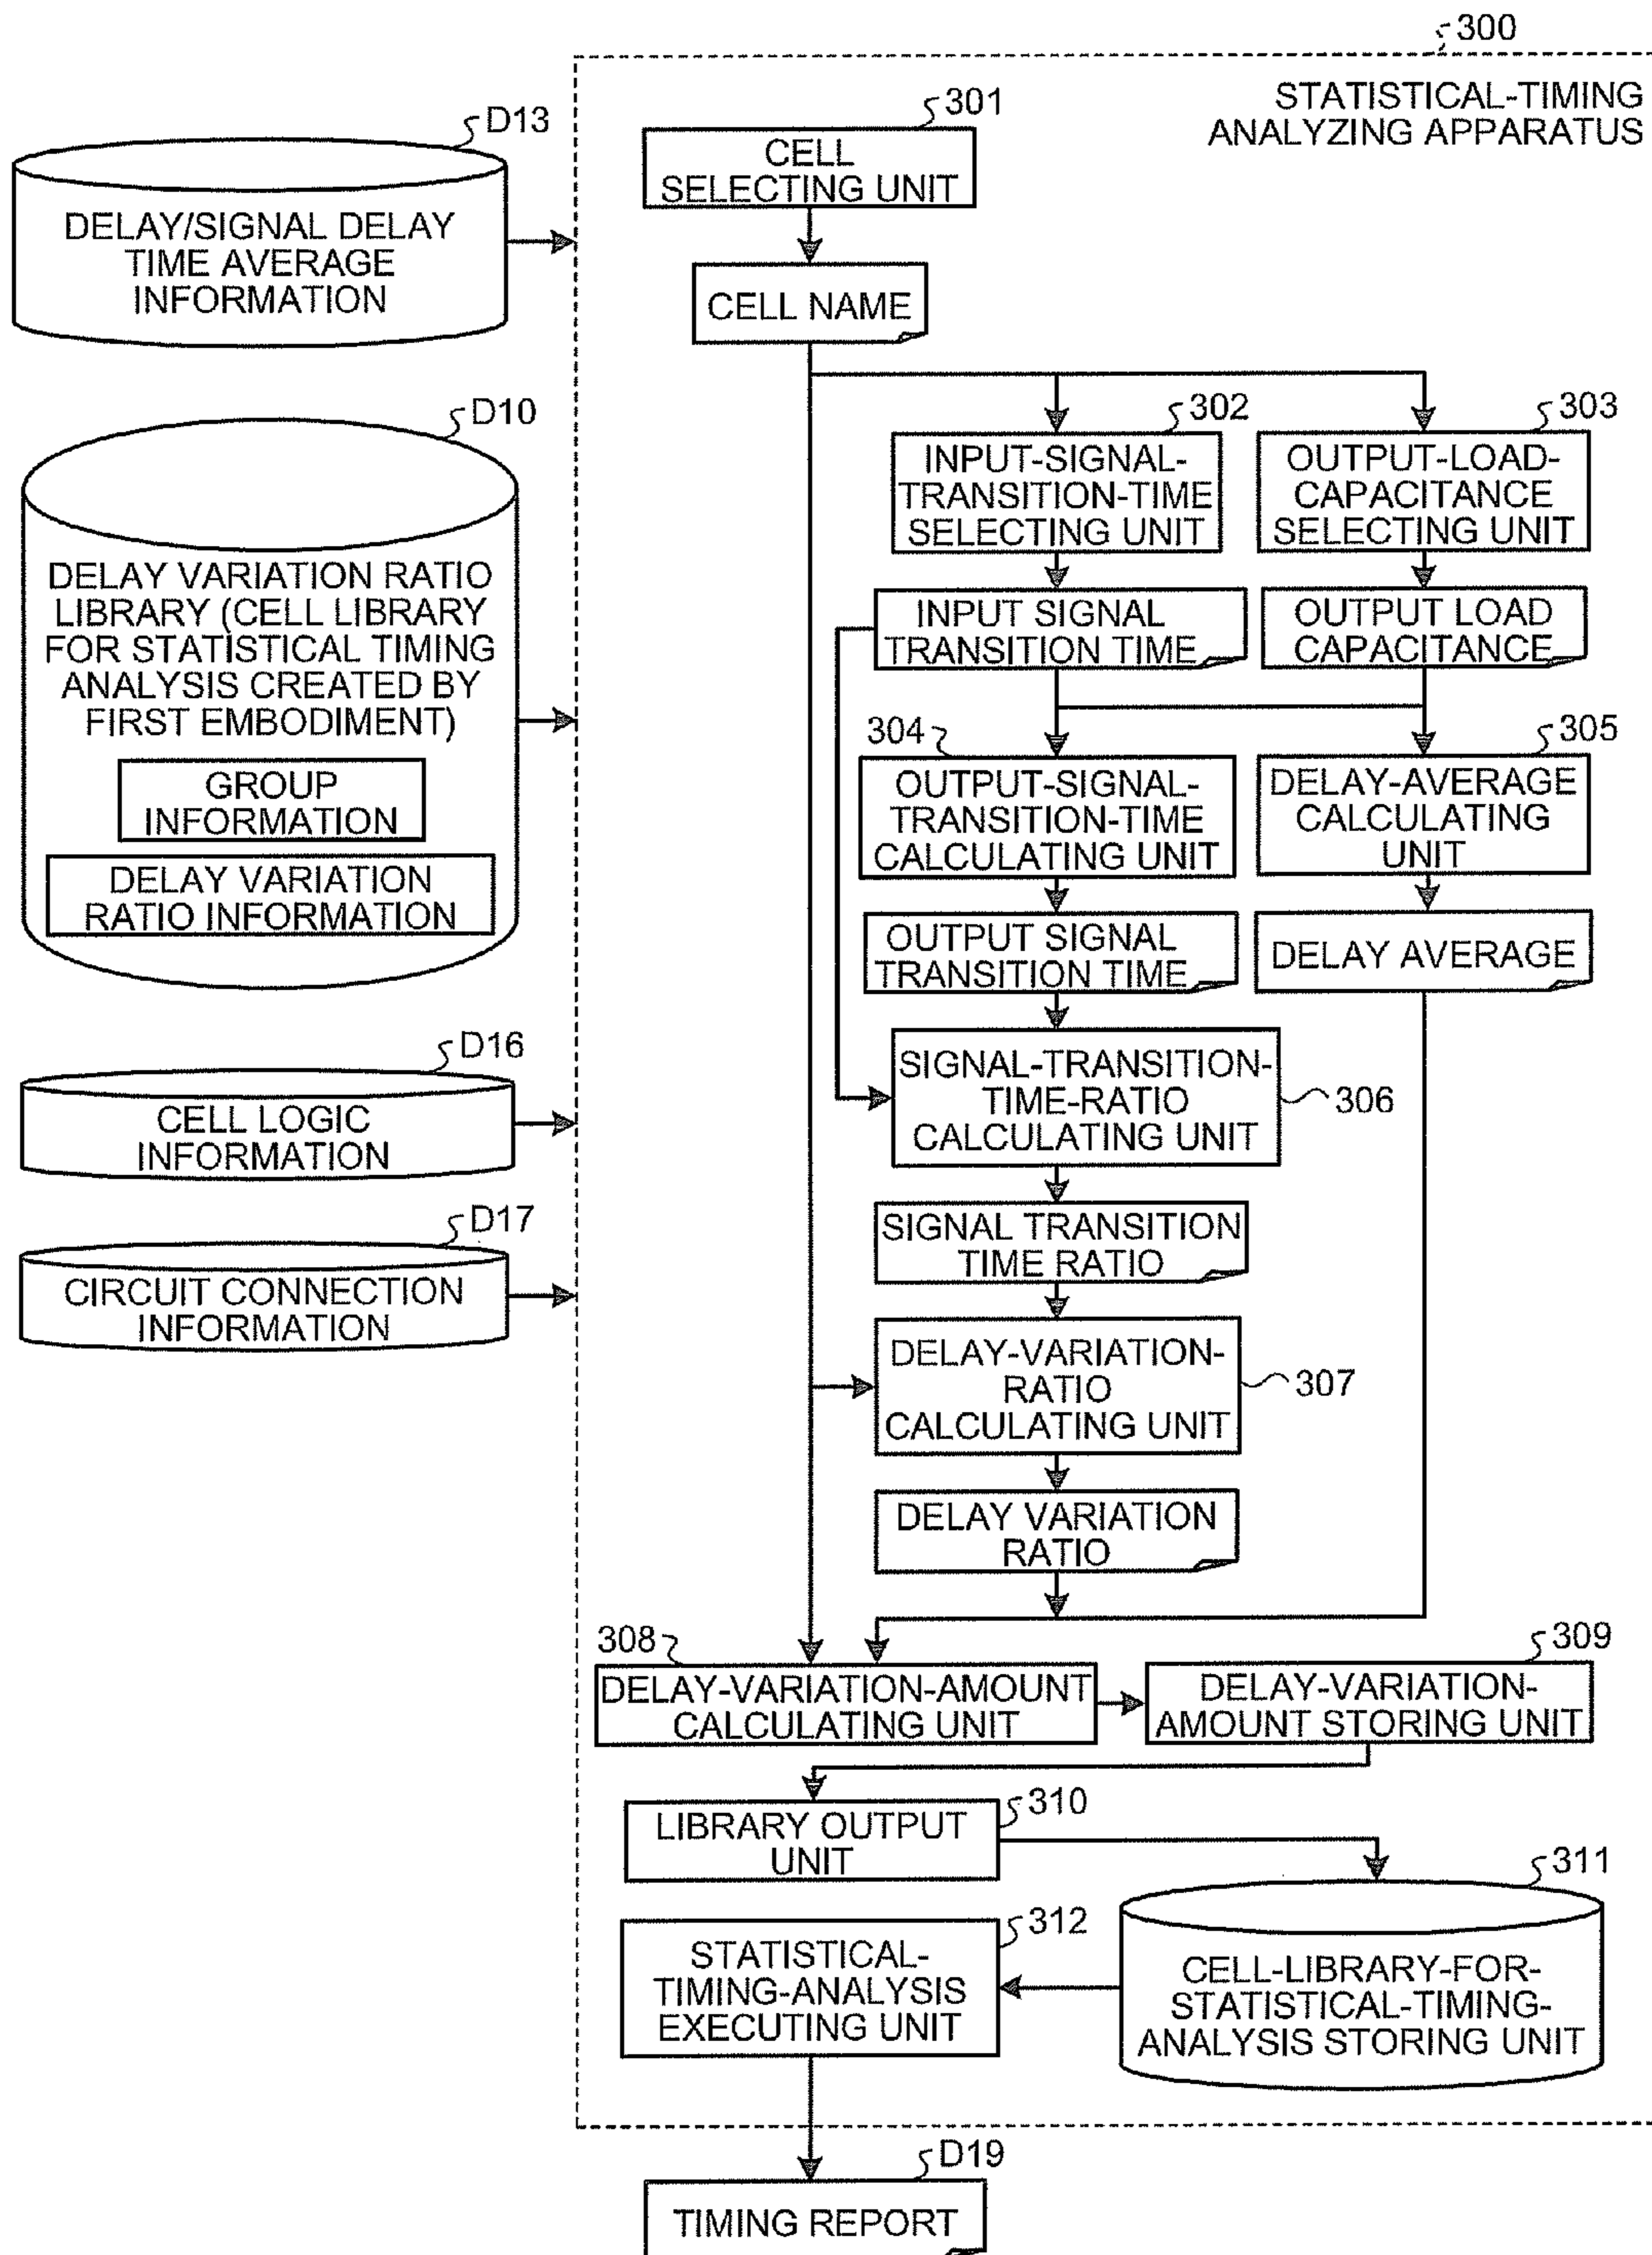 300
STATISTICAL-TIMING
ANALYZING APPARATUS
D13
DELAY/SIGNAL DELAY
TIME AVERAGE
INFORMATION
301
CELL
SELECTING UNIT
CELL NAME
D10
DELAY VARIATION RATIO
LIBRARY (CELL LIBRARY
FOR STATISTICAL TIMING
ANALYSIS CREATED BY
FIRST EMBODIMENT)
GROUP
INFORMATION
DELAY VARIATION
RATIO INFORMATION
302
INPUT-SIGNAL-
TRANSITION-TIME
SELECTING UNIT
303
OUTPUT-LOAD-
CAPACITANCE
SELECTING UNIT
INPUT SIGNAL
TRANSITION TIME
OUTPUT LOAD
CAPACITANCE
304
OUTPUT-SIGNAL-
TRANSITION-TIME
CALCULATING UNIT
305
DELAY-AVERAGE
CALCULATING
UNIT
OUTPUT SIGNAL
TRANSITION TIME
DELAY AVERAGE
D16
CELL LOGIC
INFORMATION
SIGNAL-TRANSITION-
TIME-RATIO
CALCULATING UNIT
306
D17
CIRCUIT CONNECTION
INFORMATION
SIGNAL TRANSITION
TIME RATIO
DELAY-VARIATION-
RATIO
CALCULATING UNIT
307
DELAY VARIATION
RATIO
308
DELAY-VARIATION-AMOUNT
CALCULATING UNIT
309
DELAY-VARIATION-
AMOUNT STORING UNIT
310
LIBRARY OUTPUT
UNIT
311
CELL-LIBRARY-FOR-
STATISTICAL-TIMING-
ANALYSIS STORING UNIT
312
STATISTICAL-
TIMING-ANALYSIS
EXECUTING UNIT
D19
TIMING REPORT